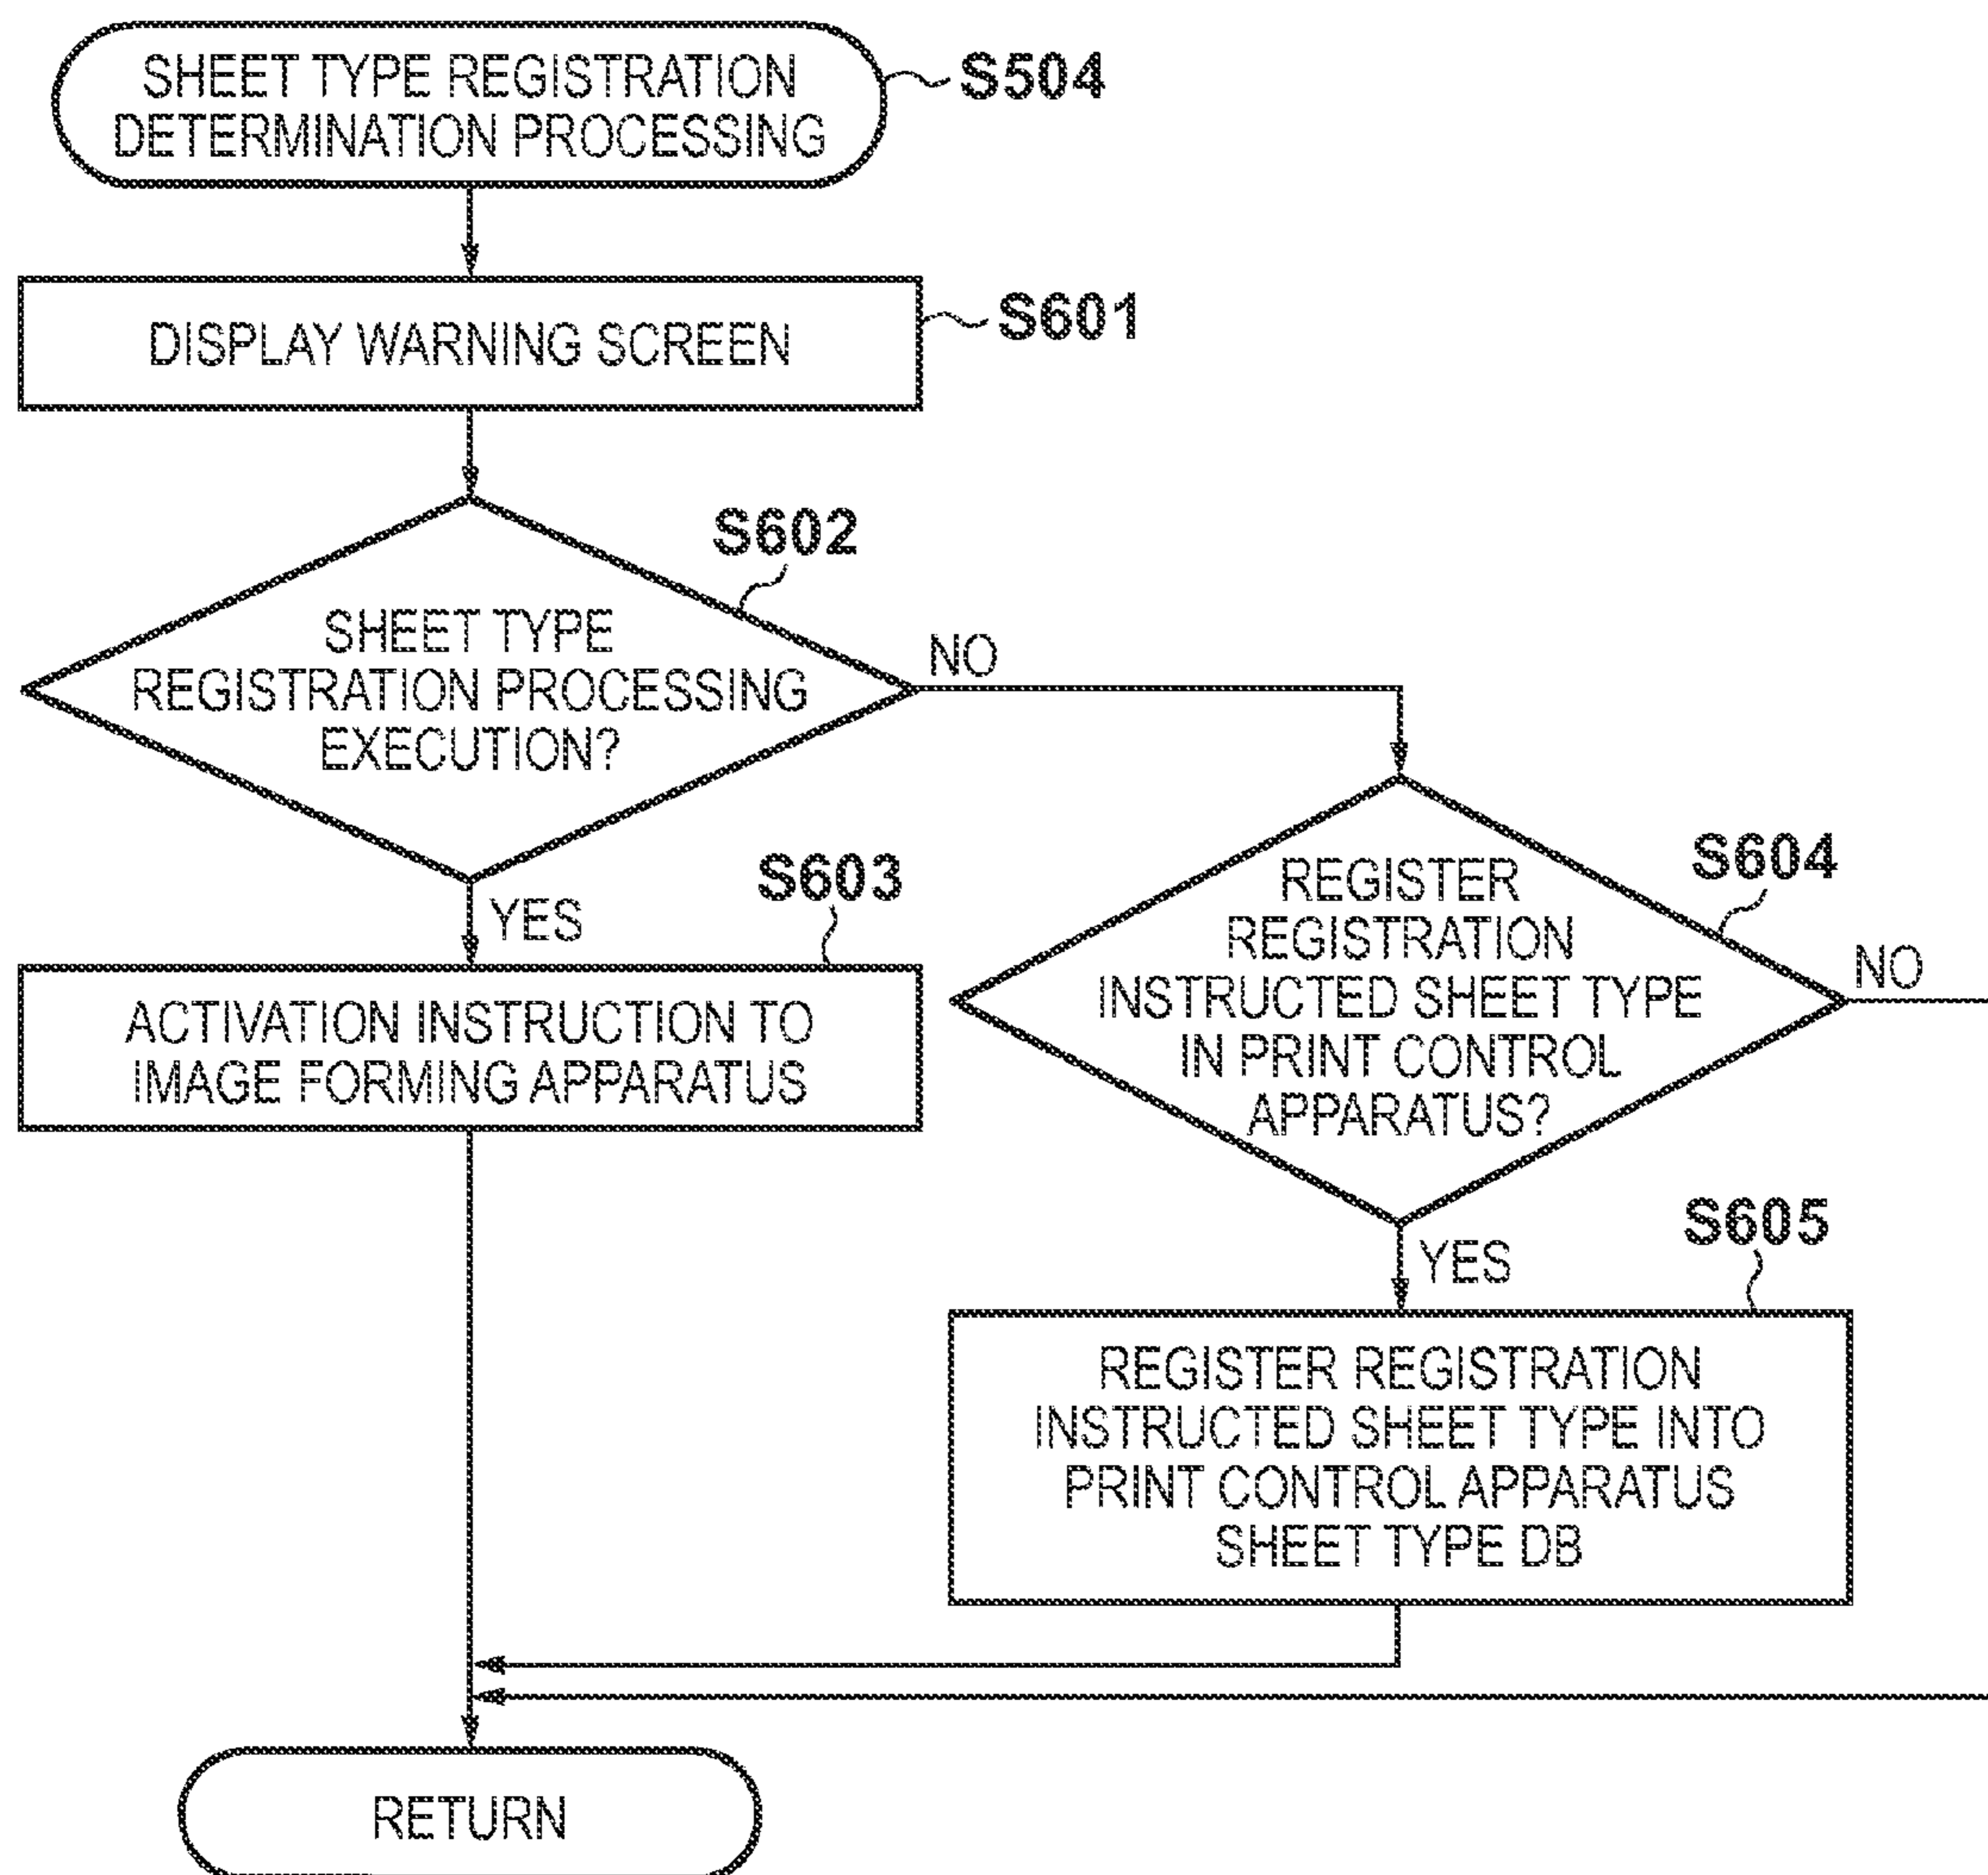 SHEET TYPE REGISTRATION
DETERMINATION PROCESSING
S504
DISPLAY WARNING SCREEN
S601
S602
SHEET TYPE
REGISTRATION PROCESSING
EXECUTION?
NO
YES
S603
ACTIVATION INSTRUCTION TO
IMAGE FORMING APPARATUS
S604
REGISTER
REGISTRATION
INSTRUCTED SHEET TYPE
IN PRINT CONTROL
APPARATUS?
NO
YES
S605
REGISTER REGISTRATION
INSTRUCTED SHEET TYPE INTO
PRINT CONTROL APPARATUS
SHEET TYPE DB
RETURN